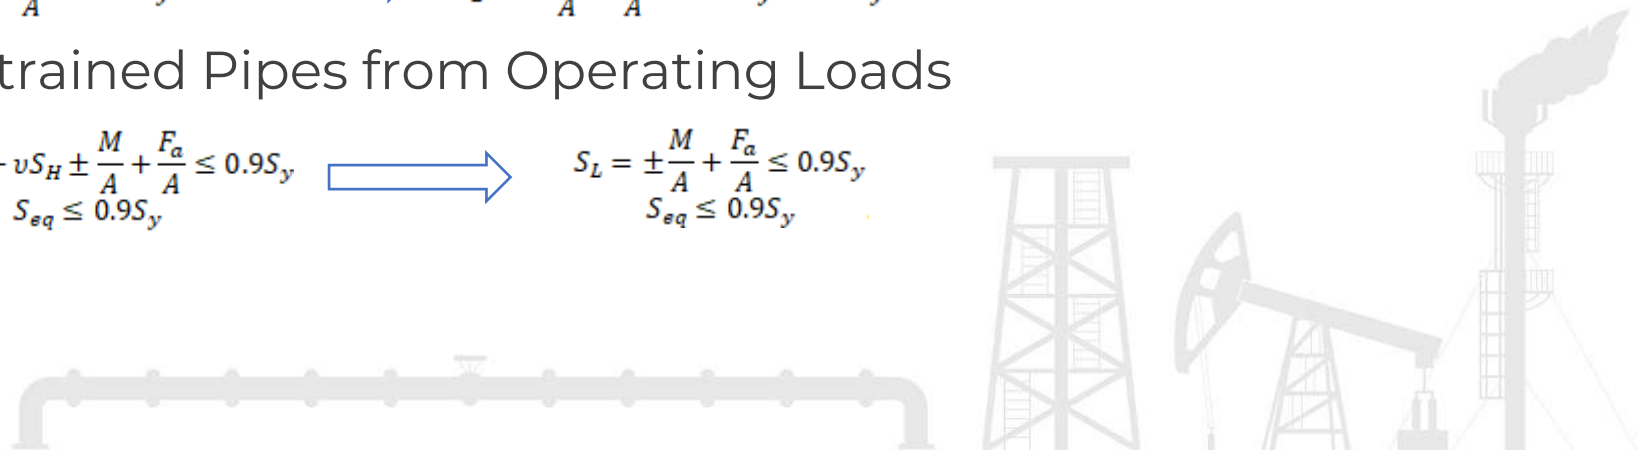 A A A
trained Pipes from Operating Loads
- υS_H ± M/A + F_a/A ≤ 0.9S_y
S_L = ± M/A + F_a/A ≤ 0.9S_y
S_eq ≤ 0.9S_y
S_eq ≤ 0.9S_y